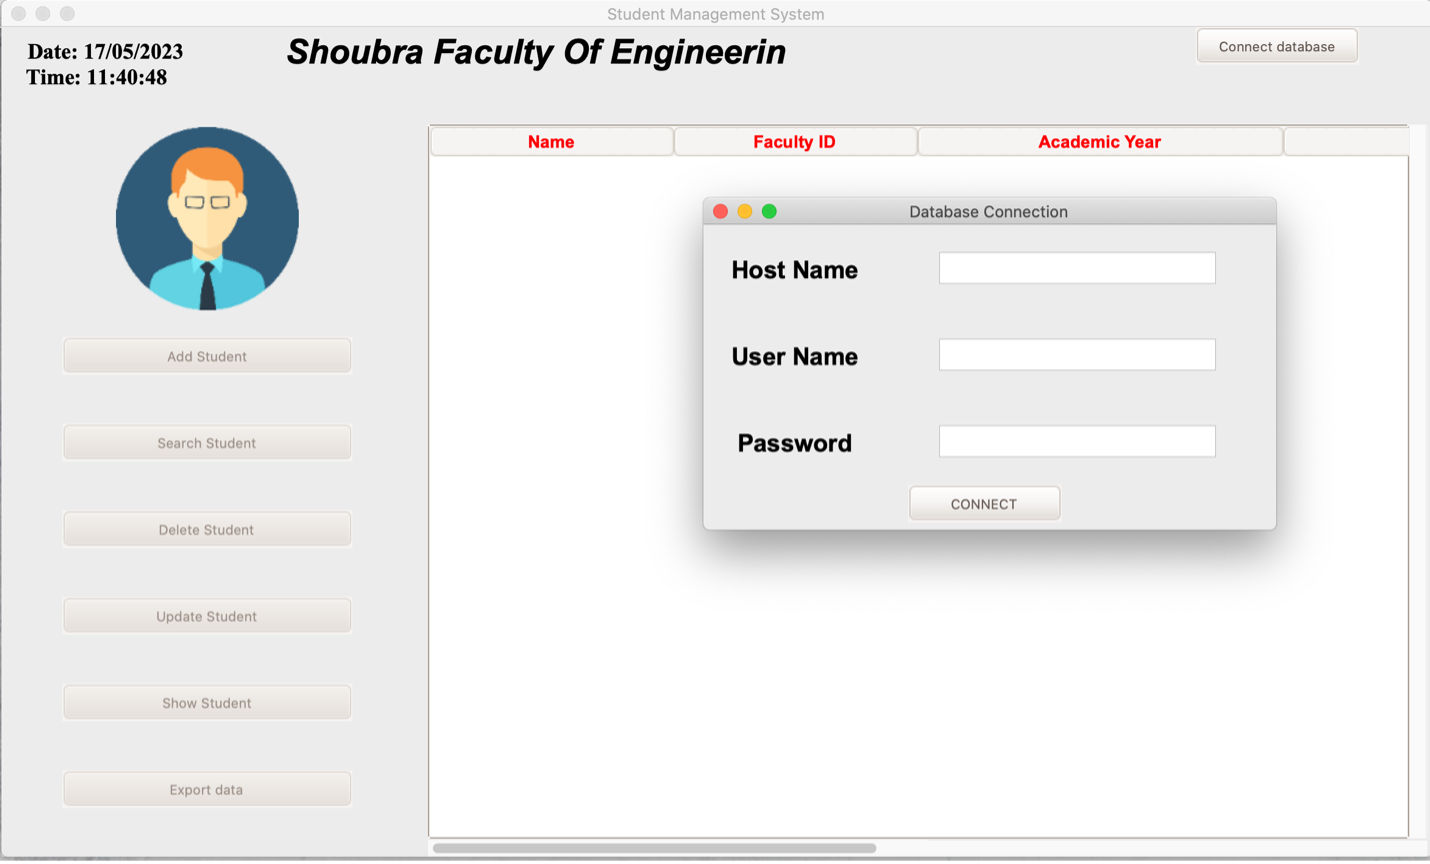 Student Management System
Date: 17/05/2023
Time: 11:40:48
Shoubra Faculty Of Engineerin
Connect database
Name
Faculty ID
Academic Year
Database Connection
Host Name
User Name
Password
CONNECT
Add Student
Search Student
Delete Student
Update Student
Show Student
Export data